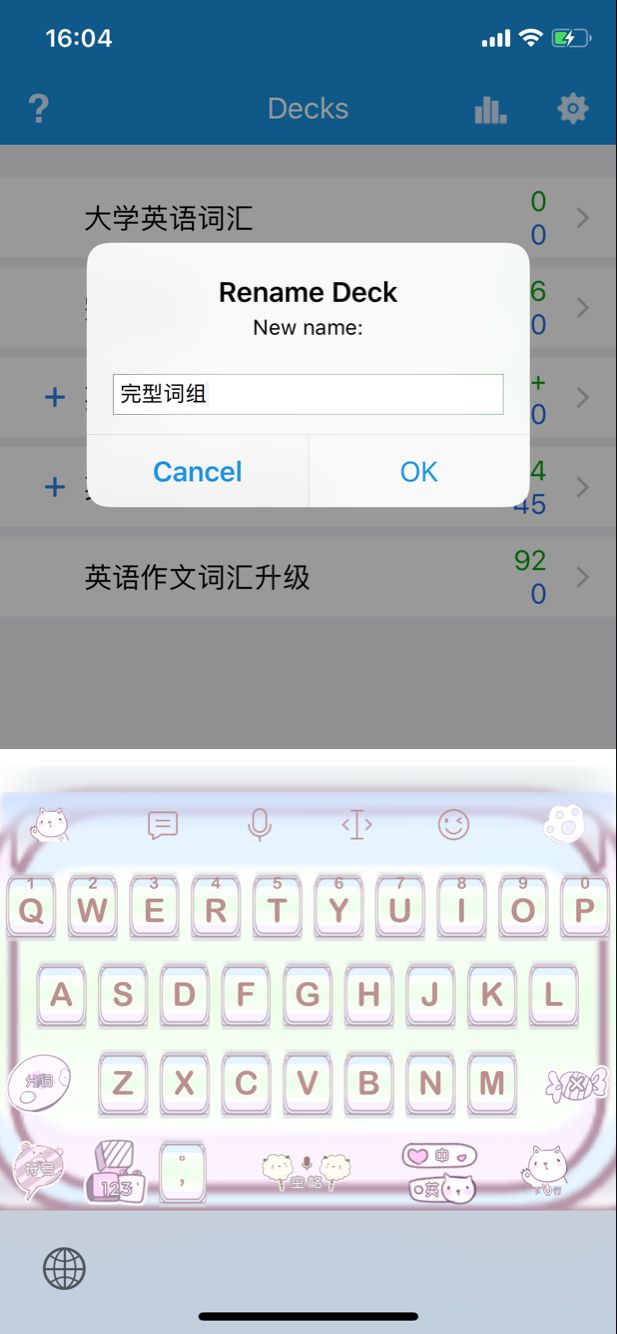 16:04
?
Decks
大学英语词汇
0
0
Rename Deck
New name:
6
0
完型词组
+
+
0
Cancel
OK
+
4
45
英语作文词汇升级
92
0
1 2 3 4 5 6 7 8 9 0
Q W E R T Y U I O P
A S D F G H J K L
分词 Z X C V B N M
符号
123
。
，
空格
中
英